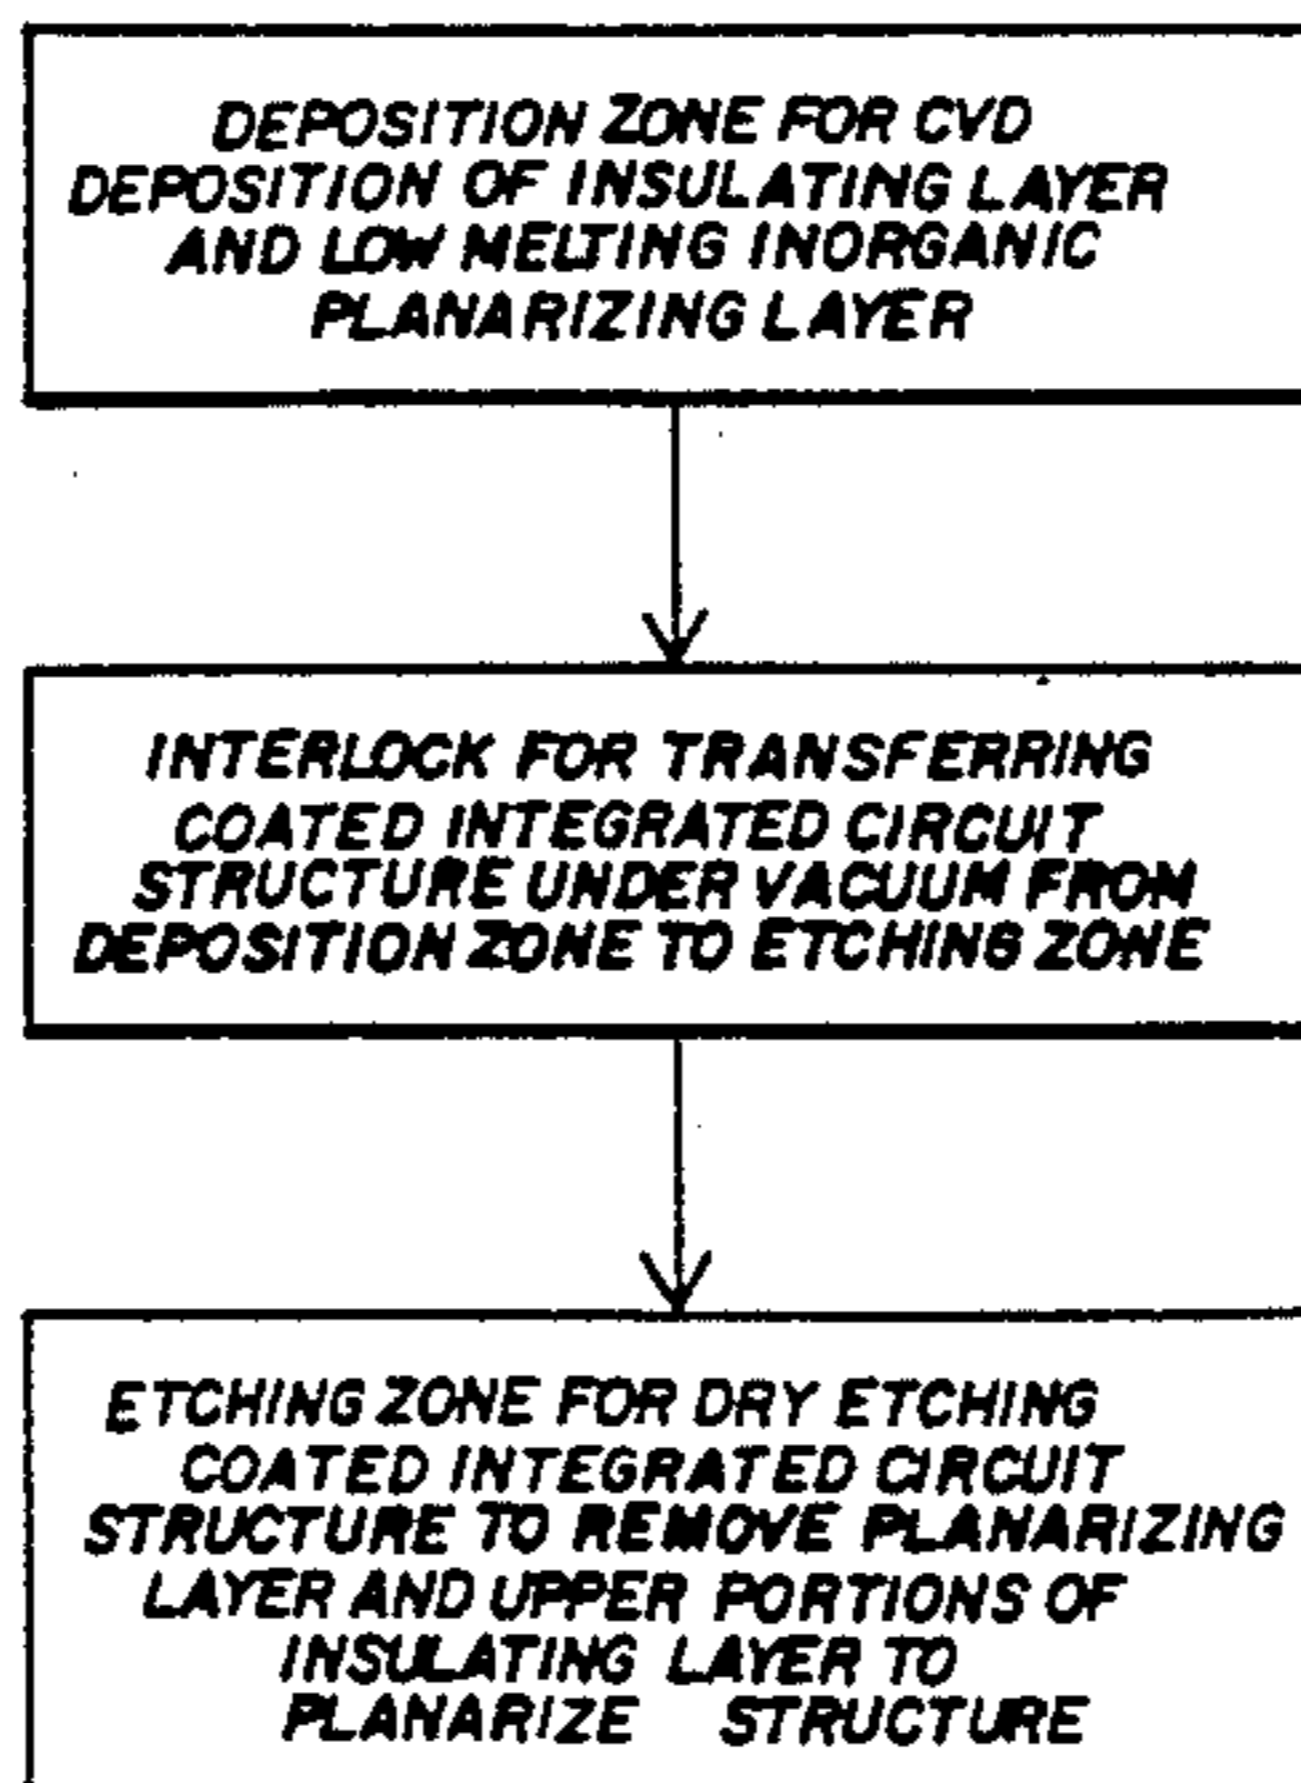 DEPOSITION ZONE FOR CVD
DEPOSITION OF INSULATING LAYER
AND LOW MELTING INORGANIC
PLANARIZING LAYER
INTERLOCK FOR TRANSFERRING
COATED INTEGRATED CIRCUIT
STRUCTURE UNDER VACUUM FROM
DEPOSITION ZONE TO ETCHING ZONE
ETCHING ZONE FOR DRY ETCHING
COATED INTEGRATED CIRCUIT
STRUCTURE TO REMOVE PLANARIZING
LAYER AND UPPER PORTIONS OF
INSULATING LAYER TO
PLANARIZE STRUCTURE